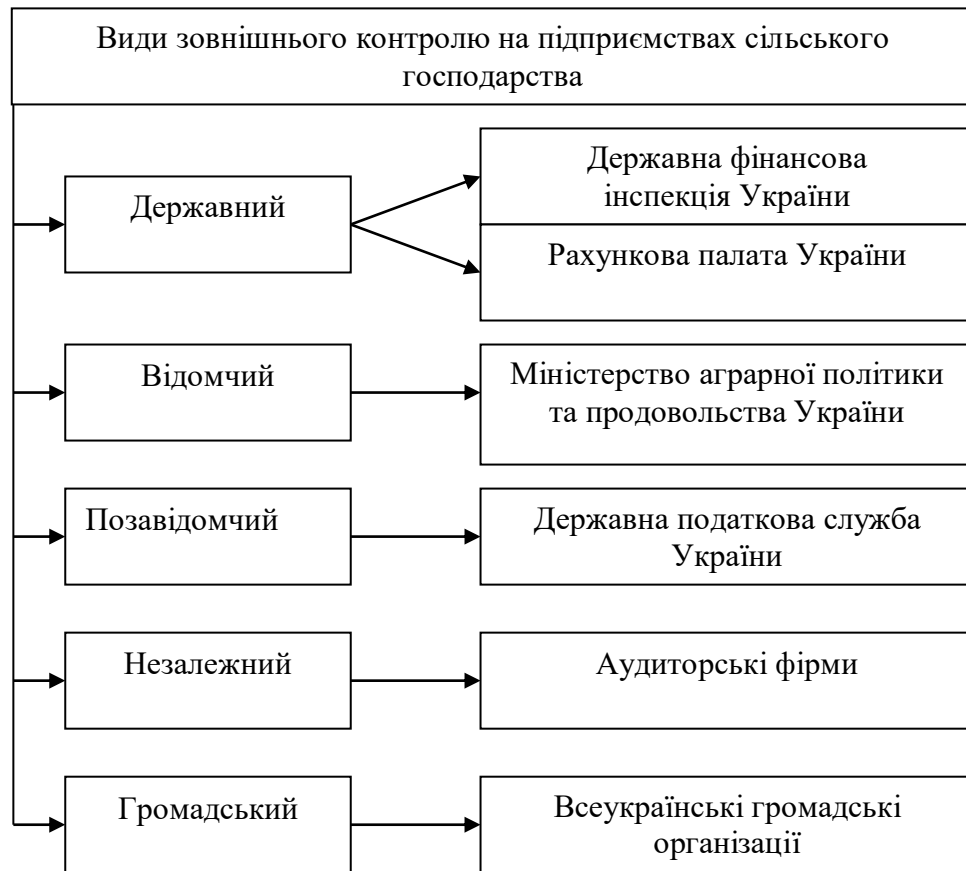 Види зовнішнього контролю на підприємствах сільського
господарства
Державний
Державна фінансова
інспекція України
Рахункова палата України
Відомчий
Міністерство аграрної політики
та продовольства України
Позавідомчий
Державна податкова служба
України
Незалежний
Аудиторські фірми
Громадський
Всеукраїнські громадські
організації